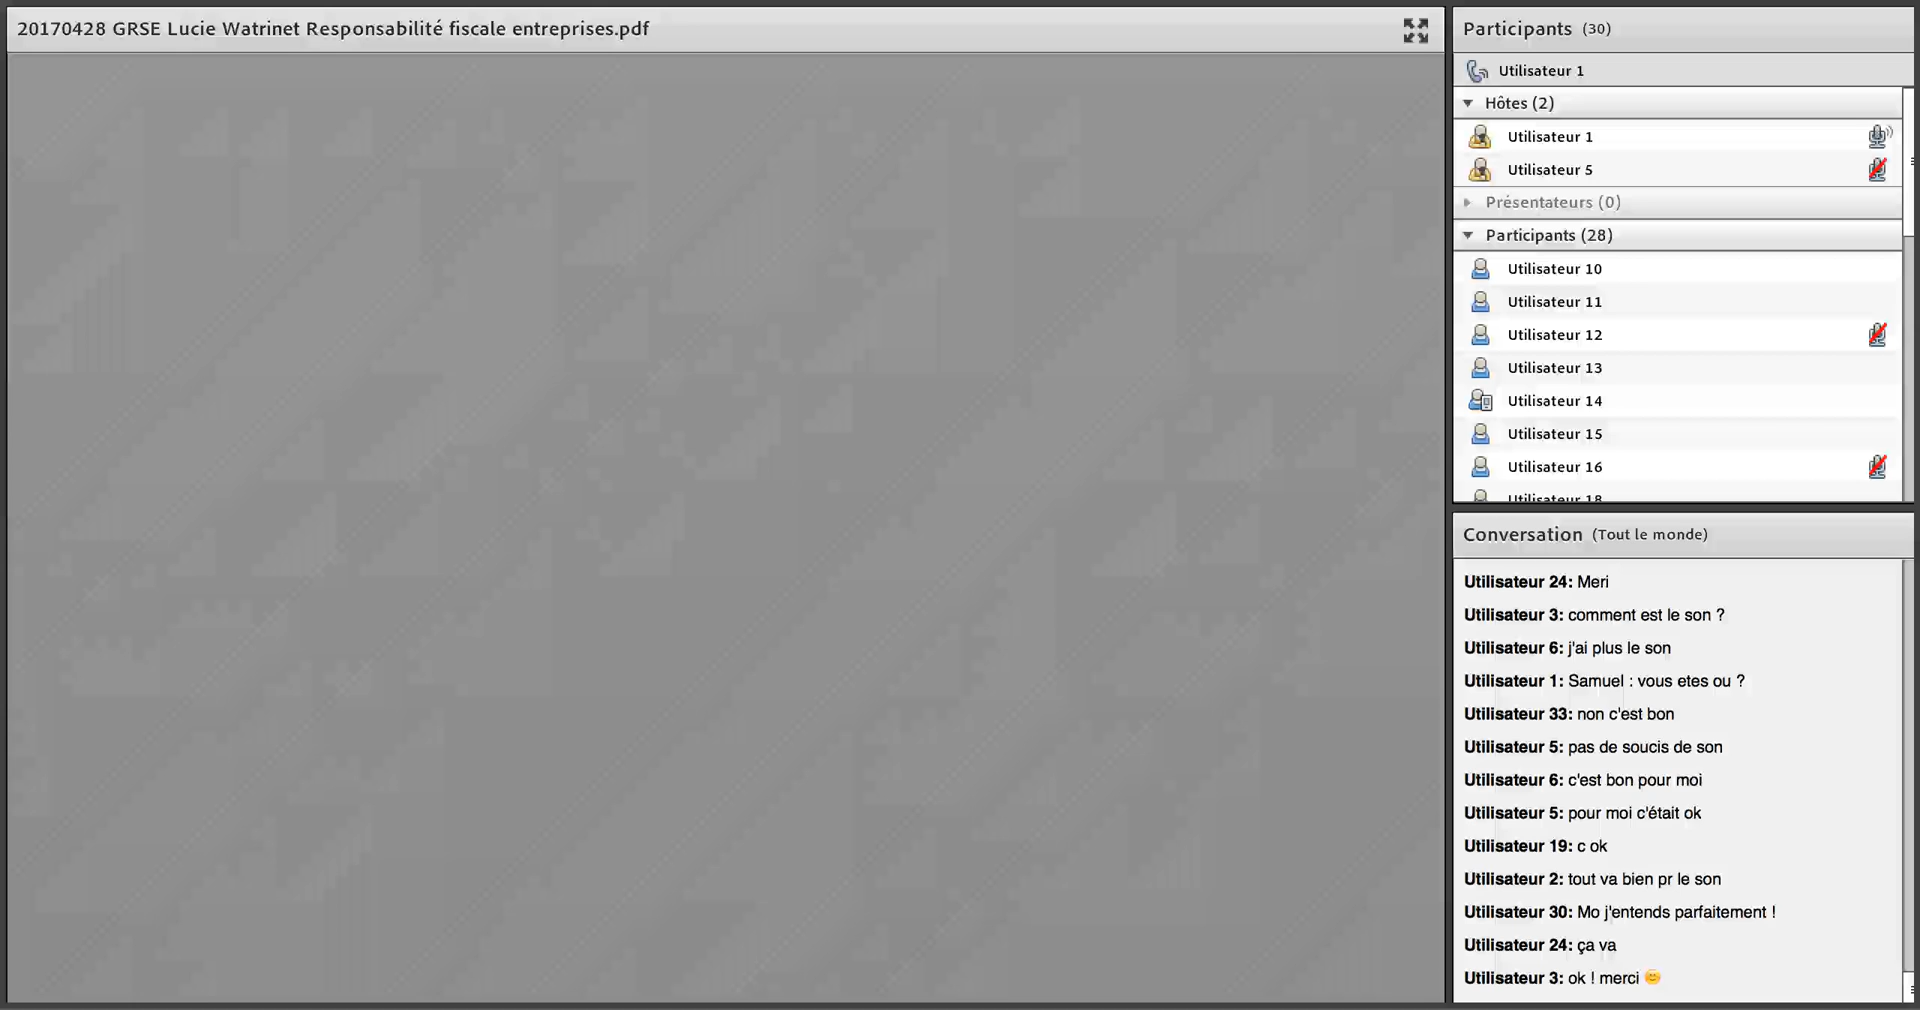 20170428 GRSE Lucie Watrinet Responsabilité fiscale entreprises.pdf
Participants (30)
Utilisateur 1
Hôtes (2)
Utilisateur 1
Utilisateur 5
Présentateurs (0)
Participants (28)
Utilisateur 10
Utilisateur 11
Utilisateur 12
Utilisateur 13
Utilisateur 14
Utilisateur 15
Utilisateur 16
Utilisateur 18
Conversation (Tout le monde)
Utilisateur 24: Meri
Utilisateur 3: comment est le son ?
Utilisateur 6: j'ai plus le son
Utilisateur 1: Samuel : vous etes ou ?
Utilisateur 33: non c'est bon
Utilisateur 5: pas de soucis de son
Utilisateur 6: c'est bon pour moi
Utilisateur 5: pour moi c'était ok
Utilisateur 19: c ok
Utilisateur 2: tout va bien pr le son
Utilisateur 30: Mo j'entends parfaitement !
Utilisateur 24: ça va
Utilisateur 3: ok ! merci 😊